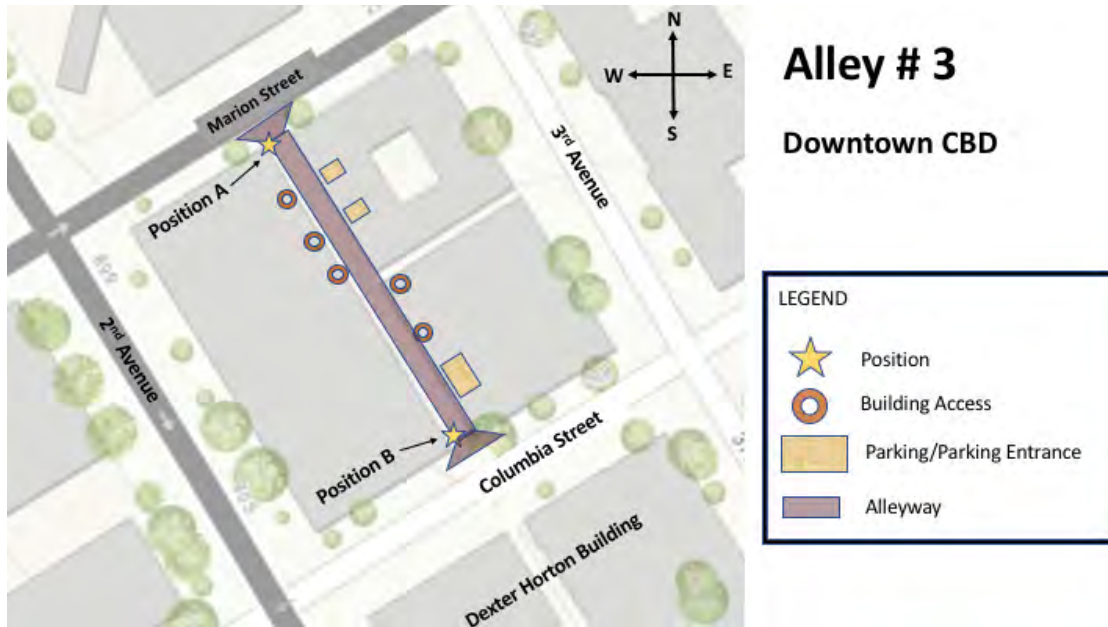 Alley # 3
Downtown CBD
N
W
E
S
Marion Street
Position A
3rd Avenue
2nd Avenue
Position B
Columbia Street
Dexter Horton Building
LEGEND
Position
Building Access
Parking/Parking Entrance
Alleyway